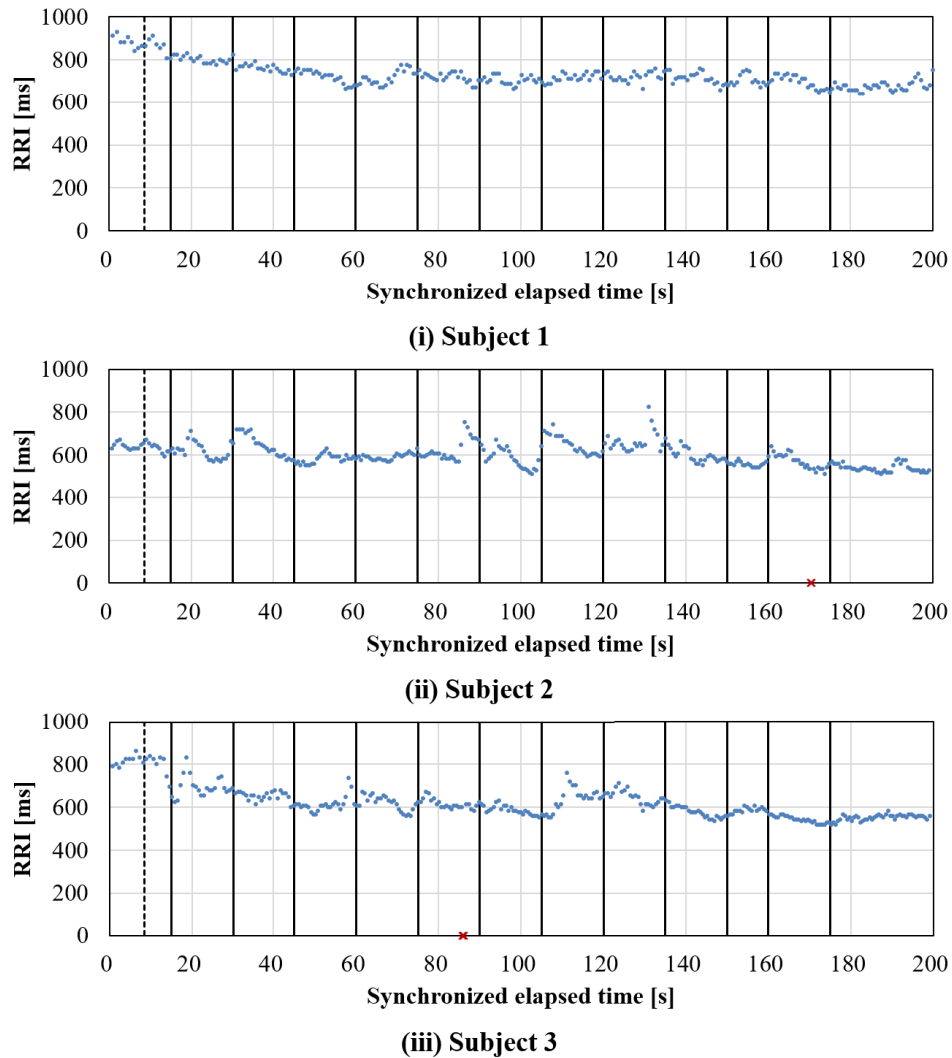 1000
800
600
400
200
0
RRI [ms]
0 20 40 60 80 100 120 140 160 180 200
Synchronized elapsed time [s]
(i) Subject 1
1000
800
600
400
200
0
RRI [ms]
0 20 40 60 80 100 120 140 160 180 200
Synchronized elapsed time [s]
(ii) Subject 2
1000
800
600
400
200
0
RRI [ms]
0 20 40 60 80 100 120 140 160 180 200
Synchronized elapsed time [s]
(iii) Subject 3